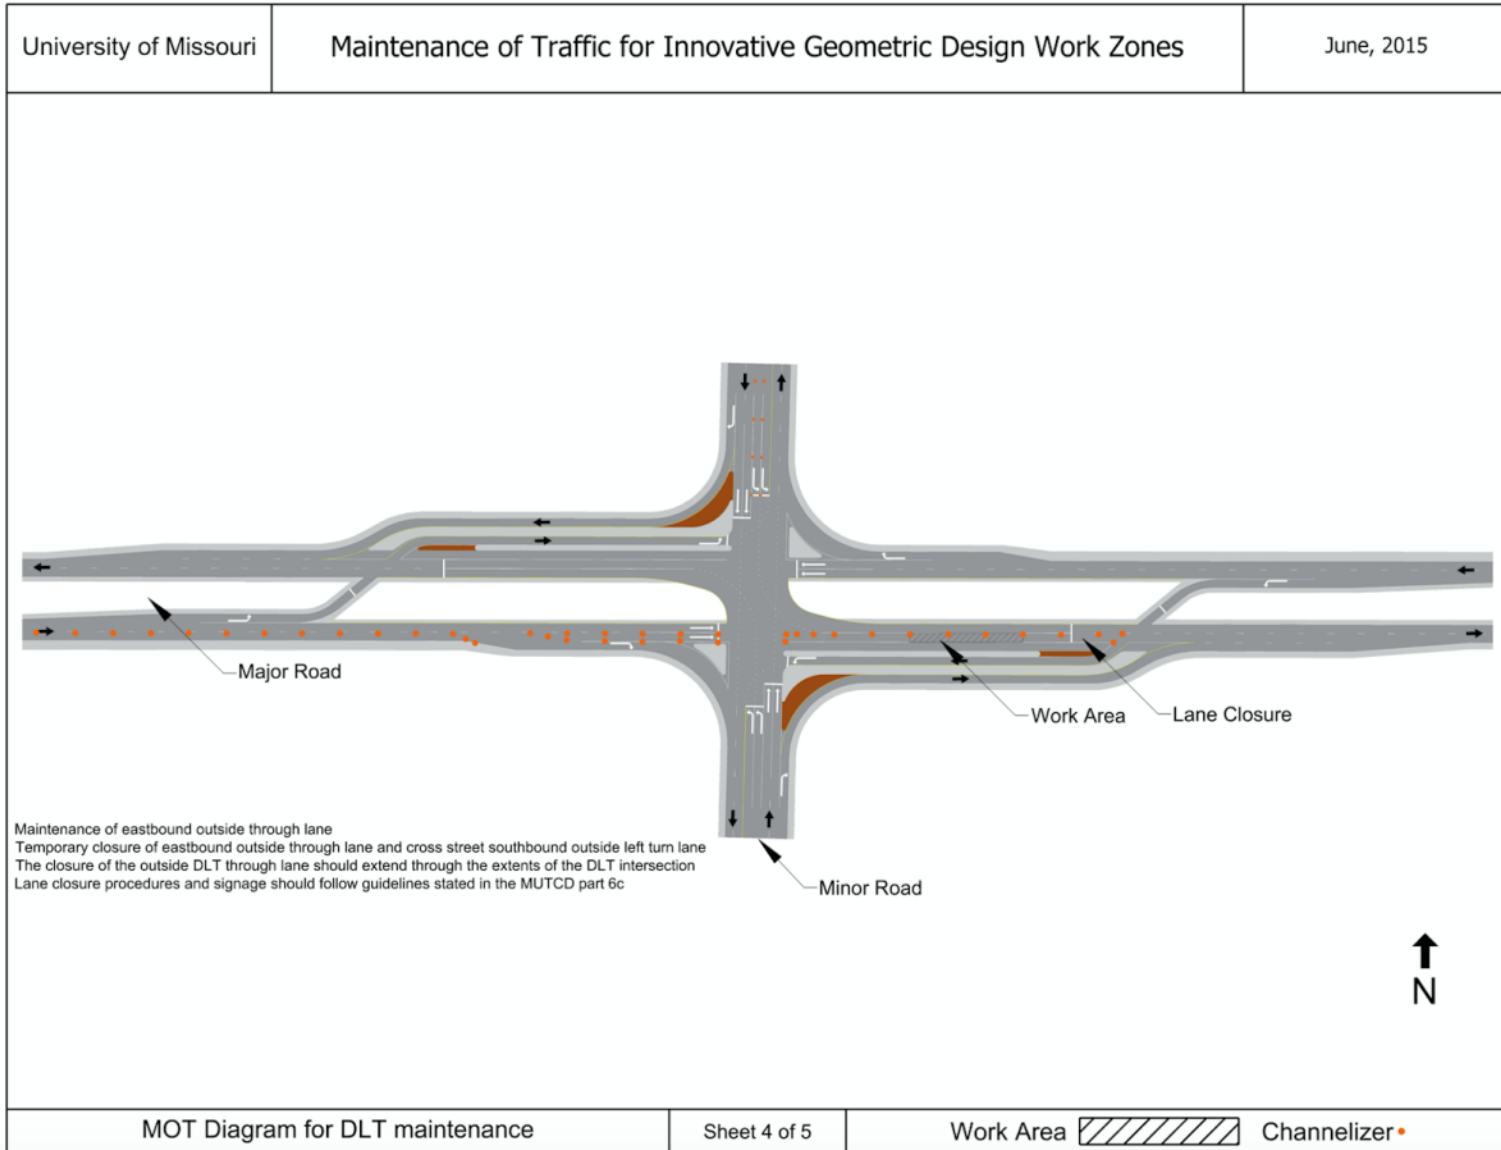 University of Missouri
Maintenance of Traffic for Innovative Geometric Design Work Zones
June, 2015
Major Road
Work Area
Lane Closure
Maintenance of eastbound outside through lane
Temporary closure of eastbound outside through lane and cross street southbound outside left turn lane
The closure of the outside DLT through lane should extend through the extents of the DLT intersection
Lane closure procedures and signage should follow guidelines stated in the MUTCD part 6c
Minor Road
N
MOT Diagram for DLT maintenance
Sheet 4 of 5
Work Area
Channelizer